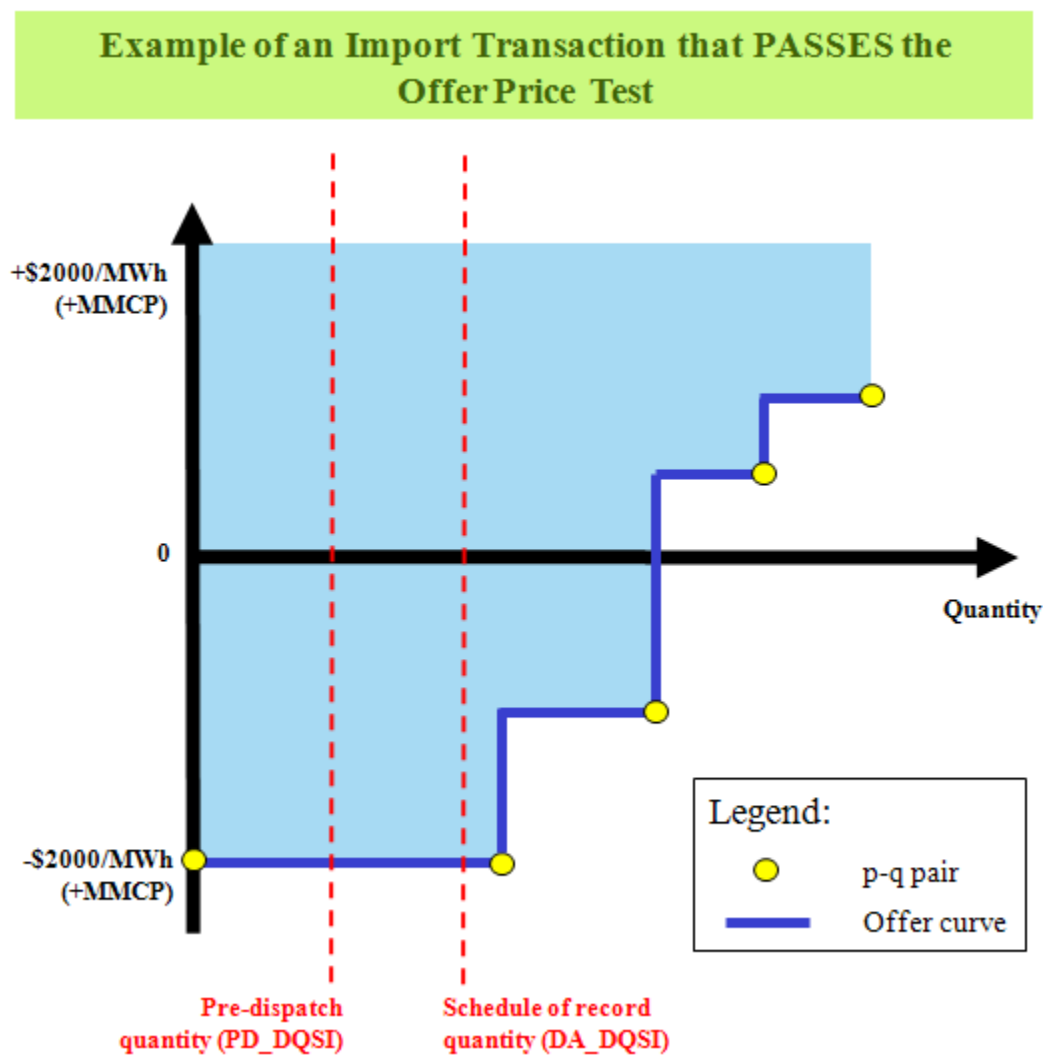 Example of an Import Transaction that PASSES the
Offer Price Test
+$2000/MWh
(+MMCP)
0
Quantity
-$2000/MWh
(+MMCP)
Legend:
p-q pair
Offer curve
Pre-dispatch
quantity (PD_DQSI)
Schedule of record
quantity (DA_DQSI)